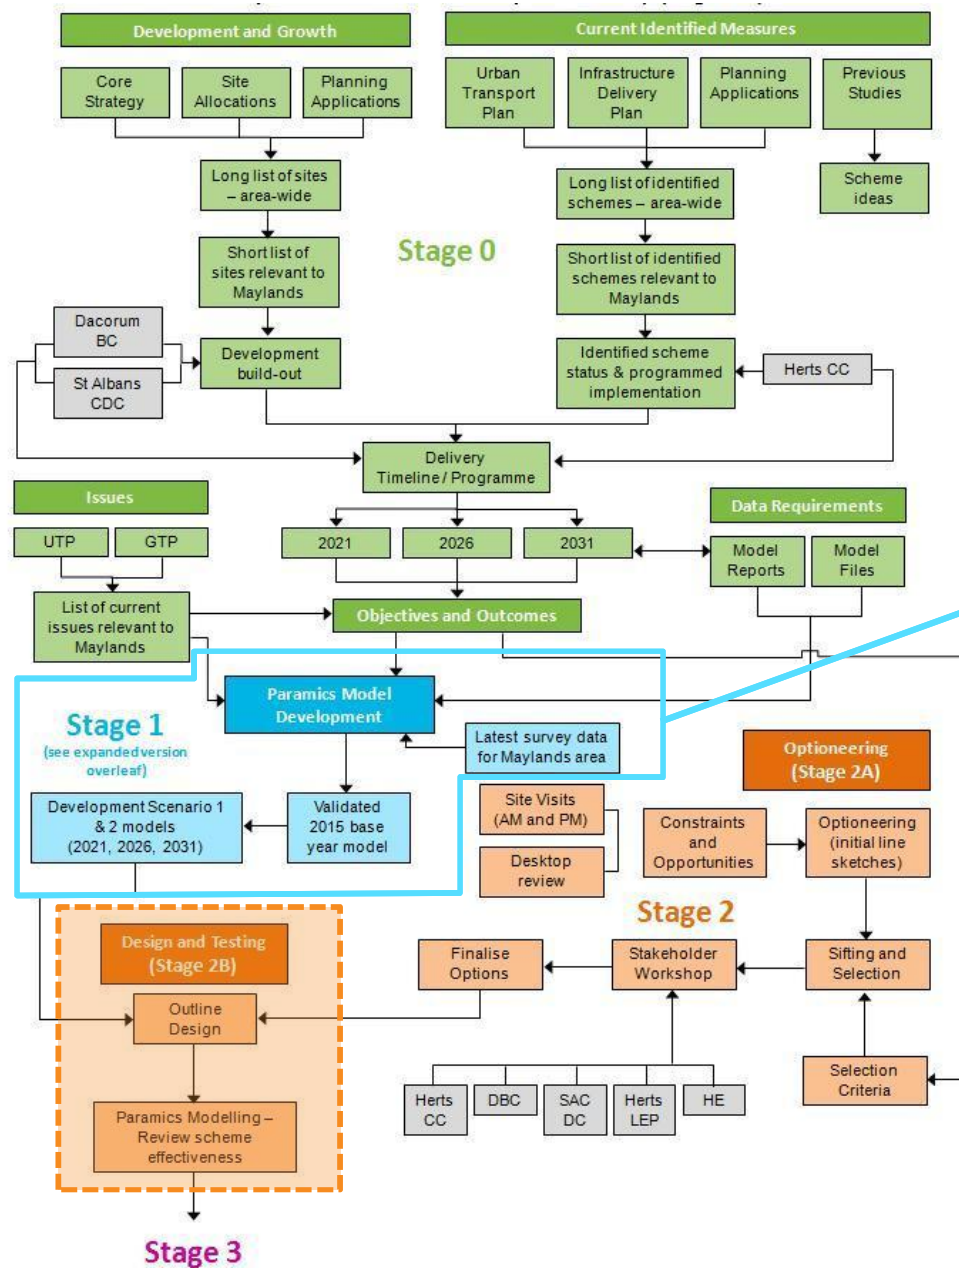 Development and Growth
Current Identified Measures
Core
Strategy
Site
Allocations
Planning
Applications
Urban
Transport
Plan
Infrastructure
Delivery
Plan
Planning
Applications
Previous
Studies
Long list of sites
– area-wide
Long list of identified
schemes – area-wide
Scheme
ideas
Stage 0
Short list of
sites relevant to
Maylands
Short list of identified
schemes relevant to
Maylands
Dacorum
BC
St Albans
CDC
Development
build-out
Identified scheme
status & programmed
implementation
Herts CC
Delivery
Timeline / Programme
Issues
UTP
GTP
2021
2026
2031
Data Requirements
Model
Reports
Model
Files
List of current
issues relevant to
Maylands
Objectives and Outcomes
Paramics Model
Development
Stage 1
(see expanded version
overleaf)
Latest survey data
for Maylands area
Development Scenario 1
& 2 models
(2021, 2026, 2031)
Validated
2015 base
year model
Optioneering
(Stage 2A)
Site Visits
(AM and PM)
Desktop
review
Constraints
and
Opportunities
Optioneering
(initial line
sketches)
Stage 2
Design and Testing
(Stage 2B)
Finalise
Options
Stakeholder
Workshop
Sifting and
Selection
Outline
Design
Selection
Criteria
Herts
CC
DBC
SAC
DC
Herts
LEP
HE
Paramics Modelling –
Review scheme
effectiveness
Stage 3